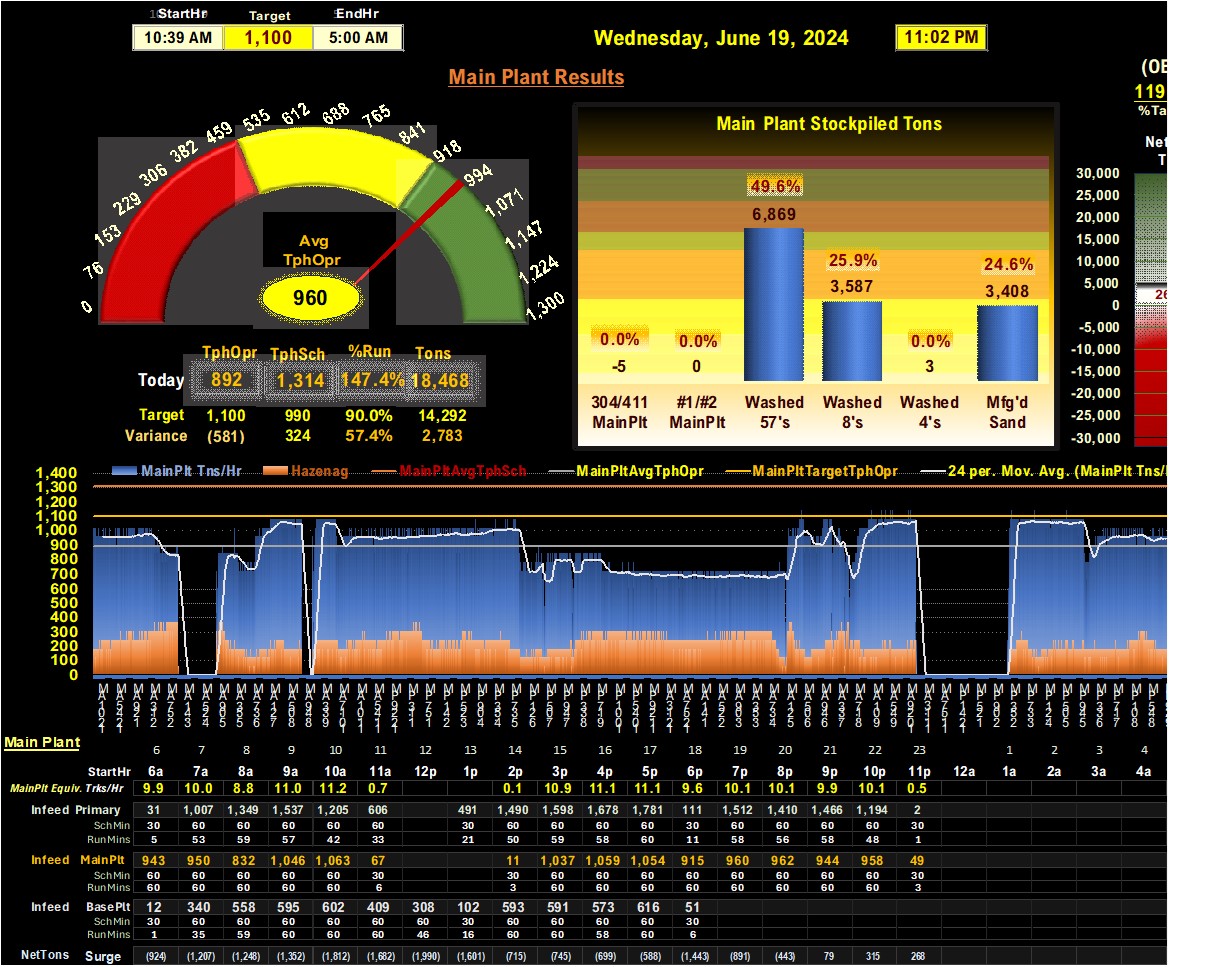 StartHr Target EndHr
10:39 AM 1,100 5:00 AM
Wednesday, June 19, 2024 11:02 PM
Main Plant Results
(OE
119
%Ta
Net
T
0 76 153 229 306 382 459 535 612 688 765 841 918 994 1,071 1,147 1,224 1,300
Avg
TphOpr
960
TphOpr TphSch %Run Tons
Today 892 1,314 147.4% 18,468
Target 1,100 990 90.0% 14,292
Variance (581) 324 57.4% 2,783
Main Plant Stockpiled Tons
0.0% 0.0% 49.6% 25.9% 0.0% 24.6%
-5 0 6,869 3,587 3 3,408
304/411 #1/#2 Washed Washed Washed Mfg'd
MainPlt MainPlt 57's 8's 4's Sand
30,000
25,000
20,000
15,000
10,000
5,000
0
-5,000
-10,000
-15,000
-20,000
-25,000
-30,000
26
MainPlt Tns/Hr Hazenag MainPltAvgTphSch MainPltAvgTphOpr MainPltTargetTphOpr 24 per. Mov. Avg. (MainPlt Tns/
1,400
1,300
1,200
1,100
1,000
900
800
700
600
500
400
300
200
100
0
Main Plant
6 7 8 9 10 11 12 13 14 15 16 17 18 19 20 21 22 23 1 2 3 4
StartHr 6a 7a 8a 9a 10a 11a 12p 1p 2p 3p 4p 5p 6p 7p 8p 9p 10p 11p 12a 1a 2a 3a 4a
MainPlt Equiv. Trks/Hr 9.9 10.0 8.8 11.0 11.2 0.7 0.1 10.9 11.1 11.1 9.6 10.1 10.1 9.9 10.1 0.5
Infeed Primary 31 1,007 1,349 1,537 1,205 606 491 1,490 1,598 1,678 1,781 111 1,512 1,410 1,466 1,194 2
SchMin 30 60 60 60 60 60 30 60 60 60 60 30 60 60 60 60 30
RunMins 5 53 59 57 42 33 21 50 59 58 60 11 58 56 58 48 1
Infeed MainPlt 943 950 832 1,046 1,063 67 11 1,037 1,059 1,054 915 960 962 944 958 49
SchMin 60 60 60 60 60 30 30 60 60 60 60 60 60 60 60 30
RunMins 60 60 60 60 60 6 3 60 60 60 60 60 60 60 60 3
Infeed BasePlt 12 340 558 595 602 409 308 102 593 591 573 616 51
SchMin 30 60 60 60 60 60 60 30 60 60 60 60 30
RunMins 1 35 59 60 60 60 46 16 60 60 58 60 6
NetTons Surge (924) (1,207) (1,248) (1,352) (1,812) (1,682) (1,990) (1,601) (715) (745) (699) (588) (1,443) (891) (443) 79 315 268